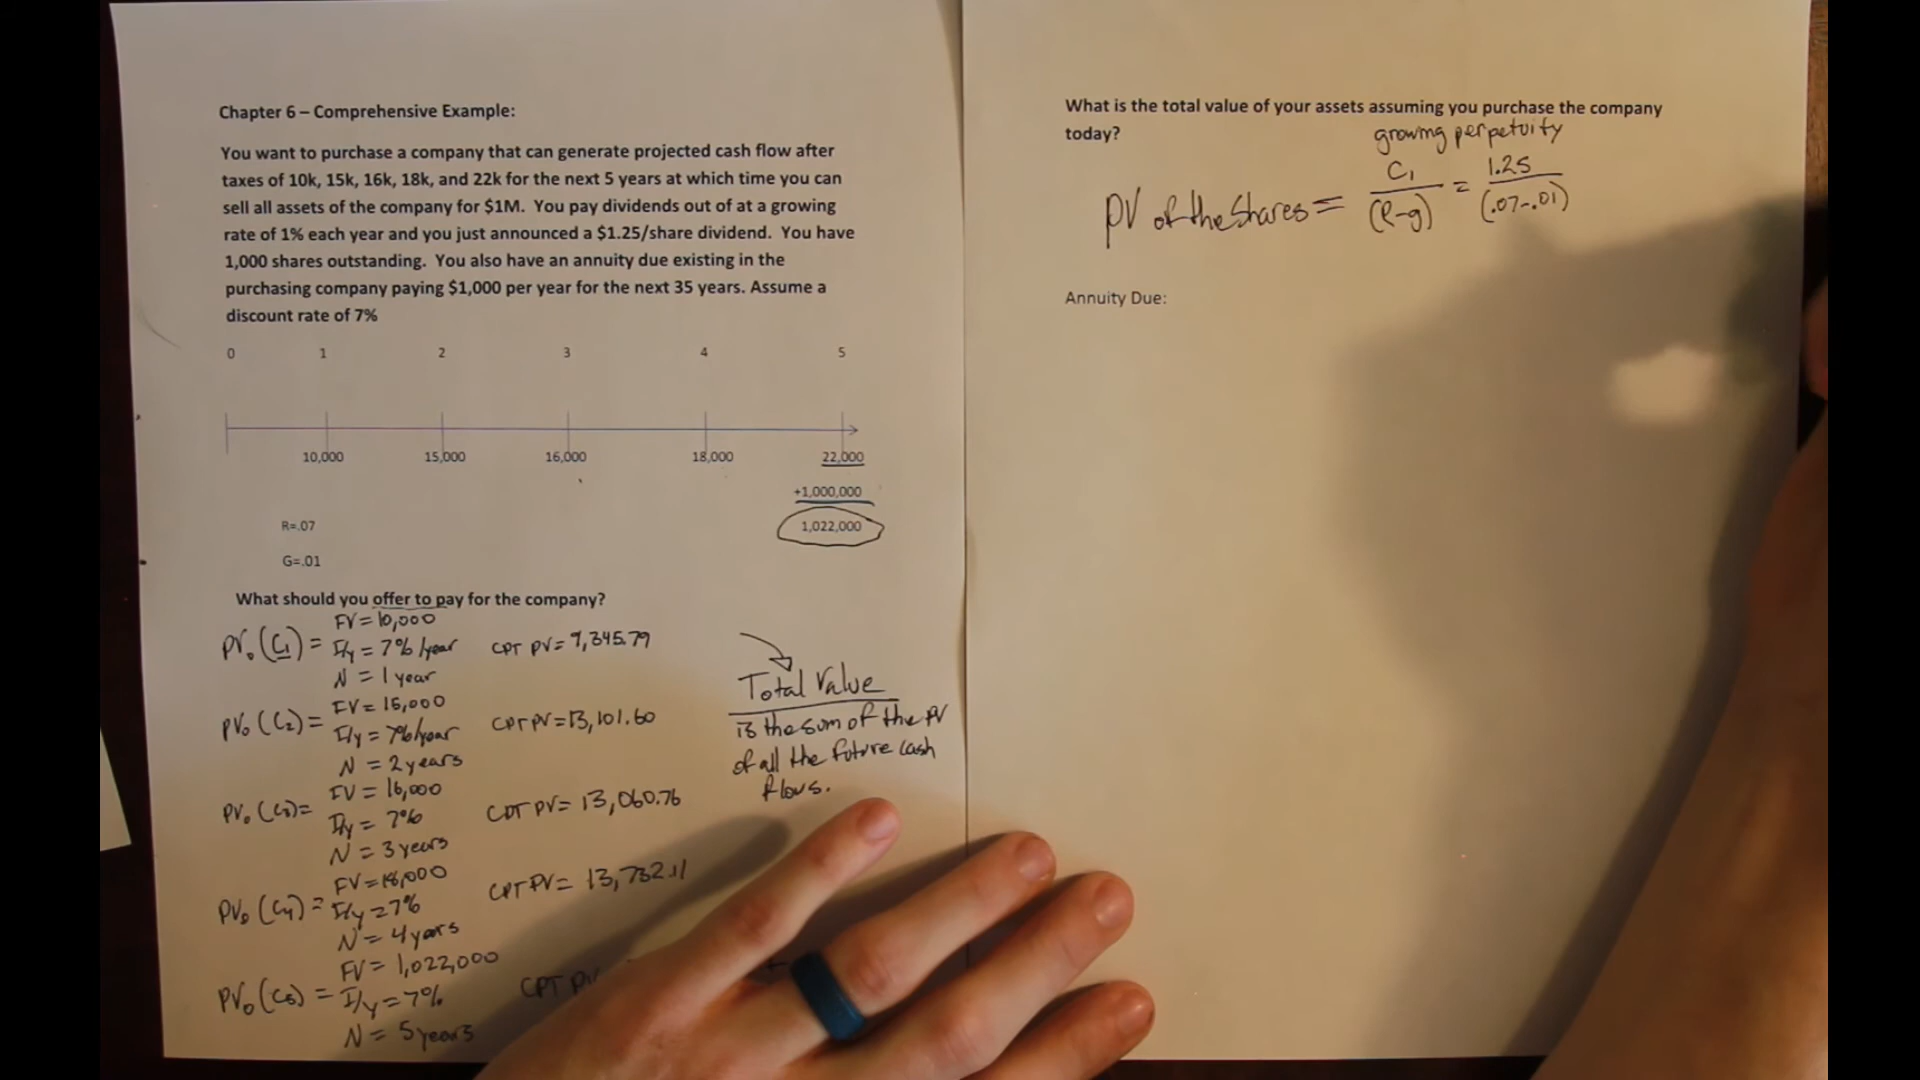 Chapter 6 – Comprehensive Example:
You want to purchase a company that can generate projected cash flow after
taxes of 10k, 15k, 16k, 18k, and 22k for the next 5 years at which time you can
sell all assets of the company for $1M. You pay dividends out of at a growing
rate of 1% each year and you just announced a $1.25/share dividend. You have
1,000 shares outstanding. You also have an annuity due existing in the
purchasing company paying $1,000 per year for the next 35 years. Assume a
discount rate of 7%
0 1 2 3 4 5
10,000 15,000 16,000 18,000 22,000
+1,000,000
1,022,000
R=.07
G=.01
What should you offer to pay for the company?
FV = 10,000
PV₀ (C₁) = I/y = 7% /year CPT PV = 9,345.79
N = 1 year
FV = 15,000
PV₀ (C₂) = I/y = 7%/year CPT PV = 13,101.60
N = 2 years
FV = 16,000
PV₀ (C₃) = I/y = 7% CPT PV = 13,060.76
N = 3 years
FV = 18,000
PV₀ (C₄) = I/y = 7% CPT PV = 13,732.11
N = 4 years
FV = 1,022,000
PV₀ (C₅) = I/y = 7% CPT PV
N = 5 years
Total Value
is the sum of the PV
of all the future cash
flows.
What is the total value of your assets assuming you purchase the company
today?
growing perpetuity
PV of the Shares = C₁ / (R-g) = 1.25 / (.07-.01)
Annuity Due: